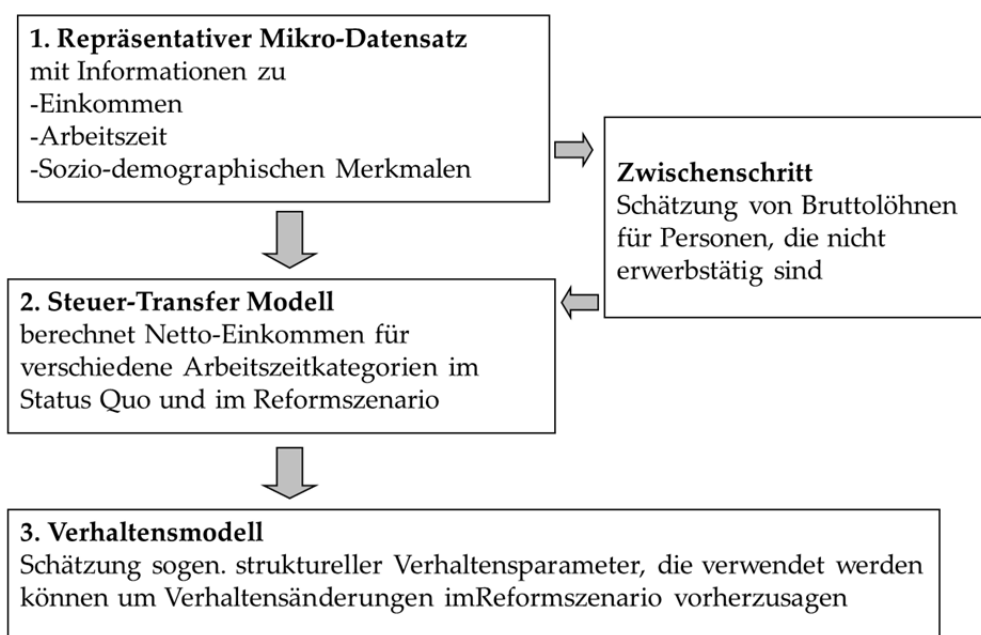 1. Repräsentativer Mikro-Datensatz
mit Informationen zu
-Einkommen
-Arbeitszeit
-Sozio-demographischen Merkmalen
Zwischenschritt
Schätzung von Bruttolöhnen
für Personen, die nicht
erwerbstätig sind
2. Steuer-Transfer Modell
berechnet Netto-Einkommen für
verschiedene Arbeitszeitkategorien im
Status Quo und im Reformszenario
3. Verhaltensmodell
Schätzung sogen. struktureller Verhaltensparameter, die verwendet werden
können um Verhaltensänderungen imReformszenario vorherzusagen